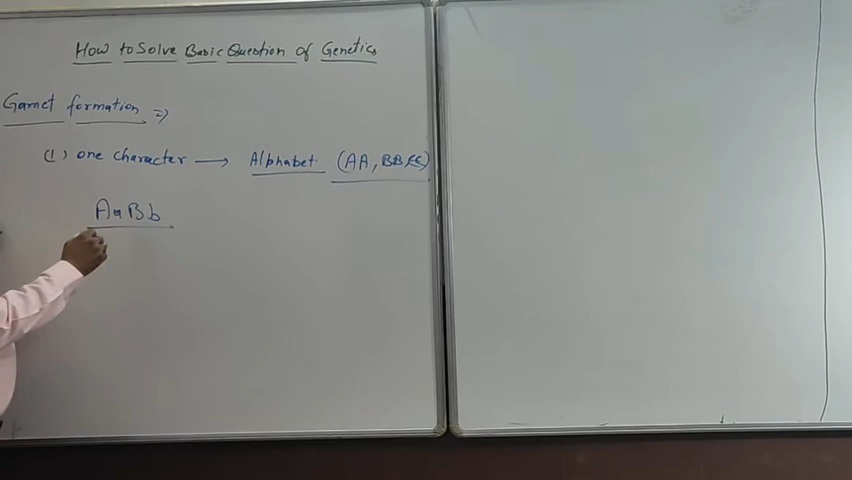 How to Solve Basic Question of Genetics
Gamet formation ⇒
(1) one character → Alphabet. (AA, BB, CC)
AaBb